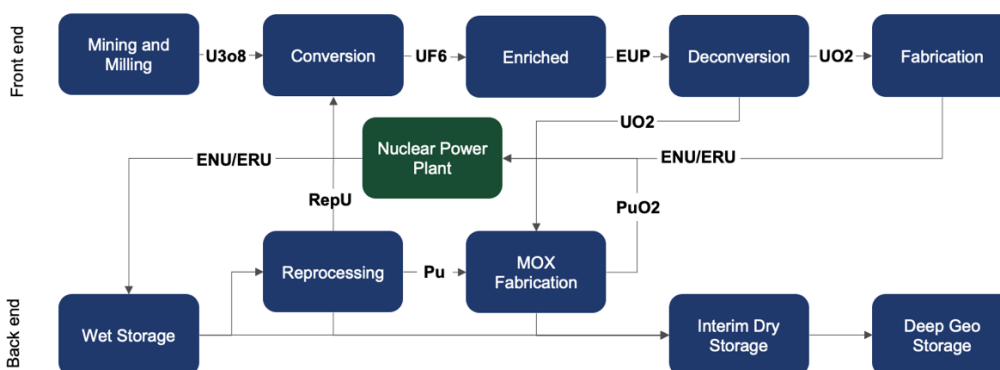 Front end
Mining and
Milling
U3o8
Conversion
UF6
Enriched
EUP
Deconversion
UO2
Fabrication
UO2
ENU/ERU
Nuclear Power
Plant
ENU/ERU
RepU
PuO2
Reprocessing
Pu
MOX
Fabrication
Back end
Wet Storage
Interim Dry
Storage
Deep Geo
Storage